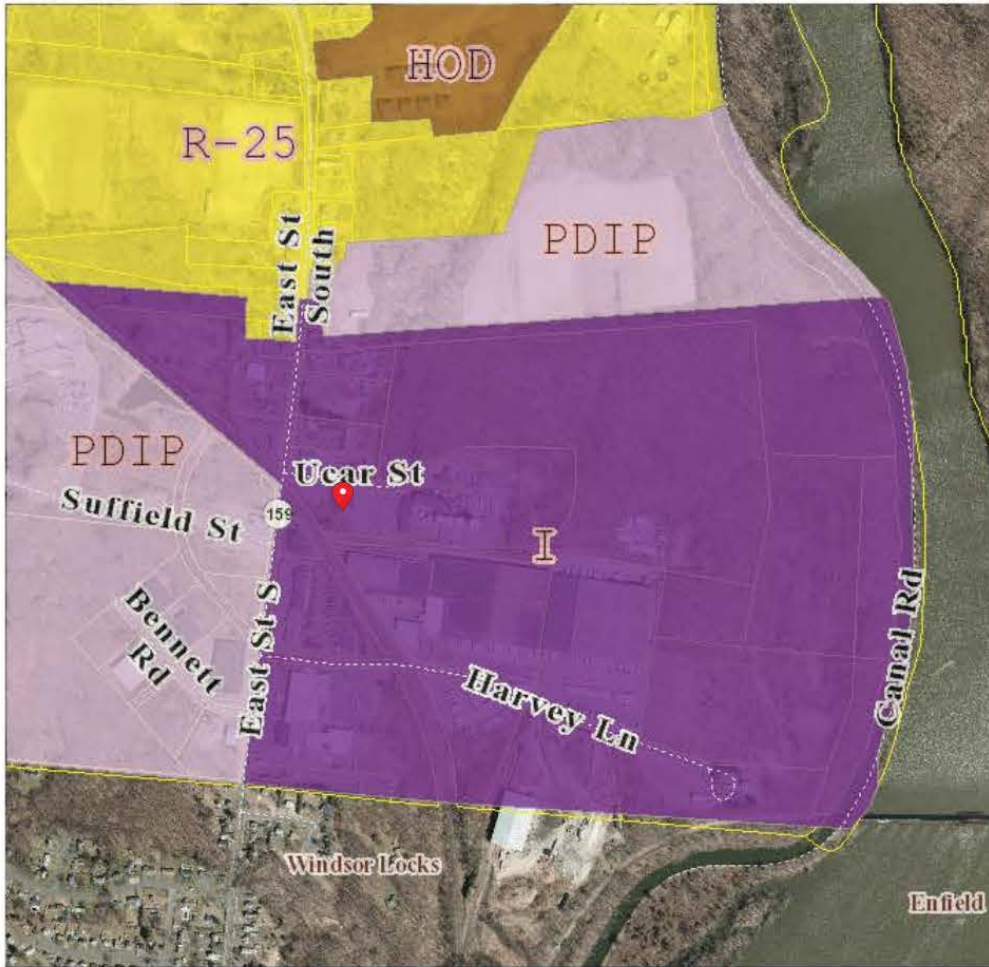 HOD
R-25
East St
South
PDIP
PDIP
Ucar St
Suffield St
159
I
Bennett
Rd
East St S
Harvey Ln
Canal Rd
Windsor Locks
Enfield